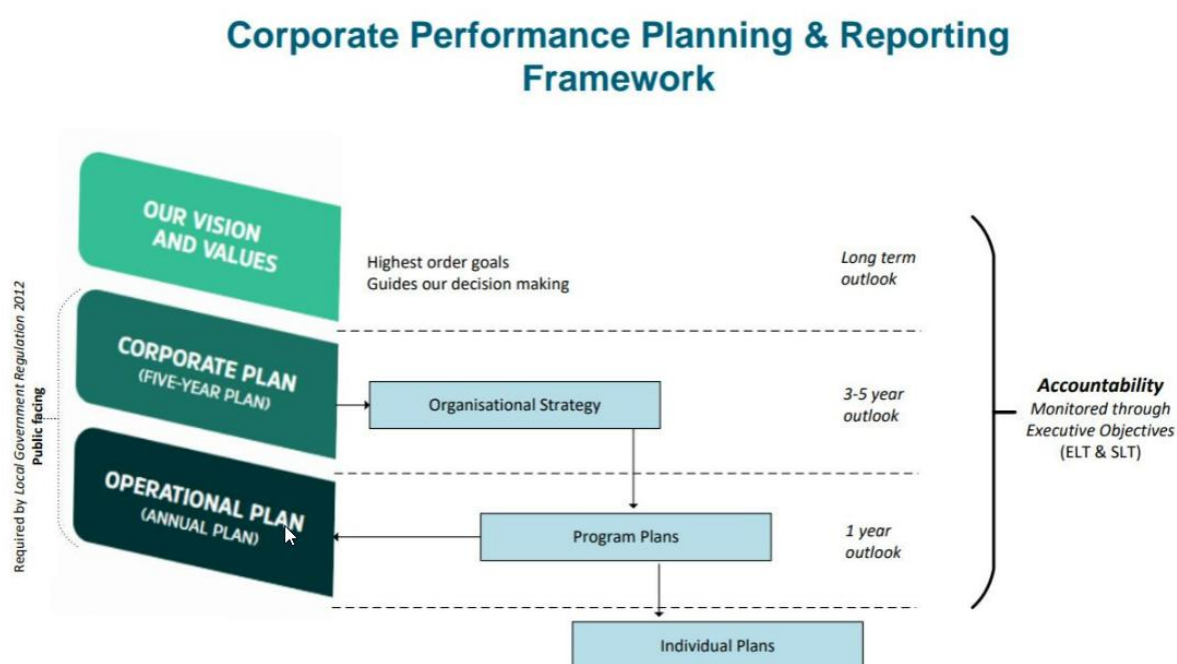 Corporate Performance Planning & Reporting
Framework
OUR VISION
AND VALUES
Highest order goals
Guides our decision making
Long term
outlook
Required by Local Government Regulation 2012
Public facing
CORPORATE PLAN
(FIVE-YEAR PLAN)
Organisational Strategy
3-5 year
outlook
Accountability
Monitored through
Executive Objectives
(ELT & SLT)
OPERATIONAL PLAN
(ANNUAL PLAN)
Program Plans
1 year
outlook
Individual Plans